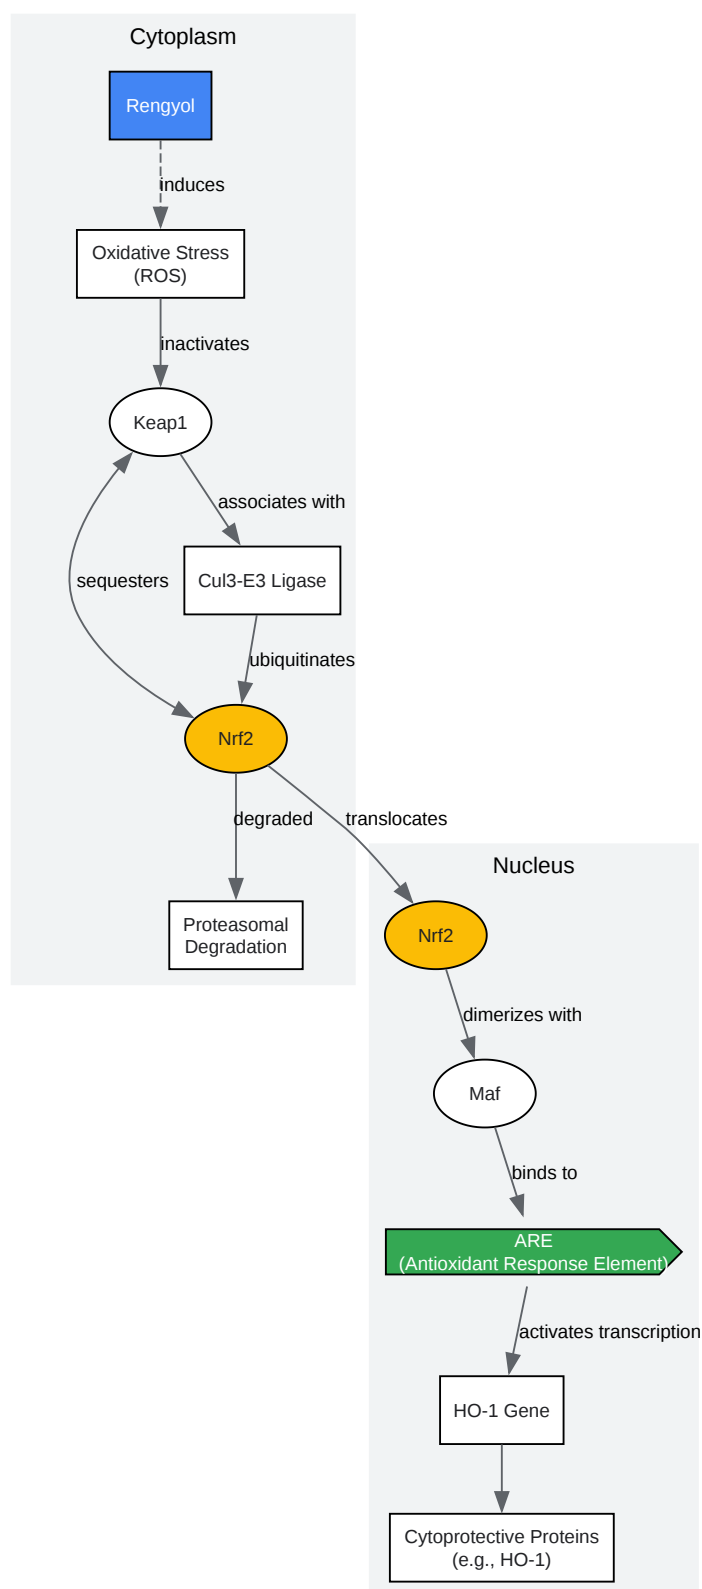 Cytoplasm
Rengyol
induces
Oxidative Stress
(ROS)
inactivates
Keap1
associates with
sequesters
Cul3-E3 Ligase
ubiquitinates
Nrf2
degraded
translocates
Nucleus
Proteasomal
Degradation
Nrf2
dimerizes with
Maf
binds to
ARE
(Antioxidant Response Element)
activates transcription
HO-1 Gene
Cytoprotective Proteins
(e.g., HO-1)